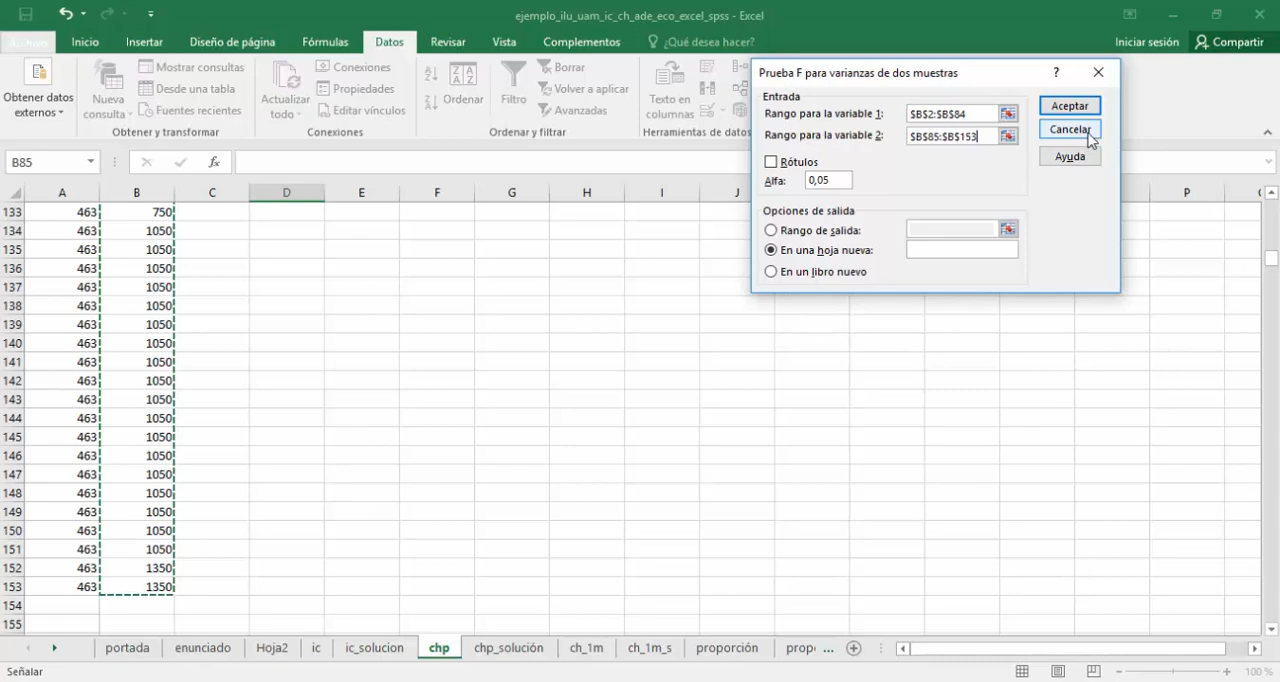 ejemplo_ilu_uam_ic_ch_ade_eco_excel_spss - Excel
Inicio Insertar Diseño de página Fórmulas Datos Revisar Vista Complementos ¿Qué desea hacer? Iniciar sesión Compartir
Obtener datos externos
Nueva consulta
Mostrar consultas
Desde una tabla
Fuentes recientes
Obtener y transformar
Actualizar todo
Conexiones
Propiedades
Editar vínculos
Conexiones
Ordenar
Filtro
Borrar
Volver a aplicar
Avanzadas
Ordenar y filtrar
Texto en columnas
Herramientas de datos
Prueba F para varianzas de dos muestras
Entrada
Rango para la variable 1: $B$2:$B$84
Rango para la variable 2: $B$85:$B$153
Rótulos
Alfa: 0,05
Opciones de salida
Rango de salida:
En una hoja nueva:
En un libro nuevo
Aceptar
Cancelar
Ayuda
B85 fx
A B C D E F G H I J P
133 463 750
134 463 1050
135 463 1050
136 463 1050
137 463 1050
138 463 1050
139 463 1050
140 463 1050
141 463 1050
142 463 1050
143 463 1050
144 463 1050
145 463 1050
146 463 1050
147 463 1050
148 463 1050
149 463 1050
150 463 1050
151 463 1050
152 463 1350
153 463 1350
154
155
portada enunciado Hoja2 ic ic_solucion chp chp_solución ch_1m ch_1m_s proporción prop ...
Señalar 100 %